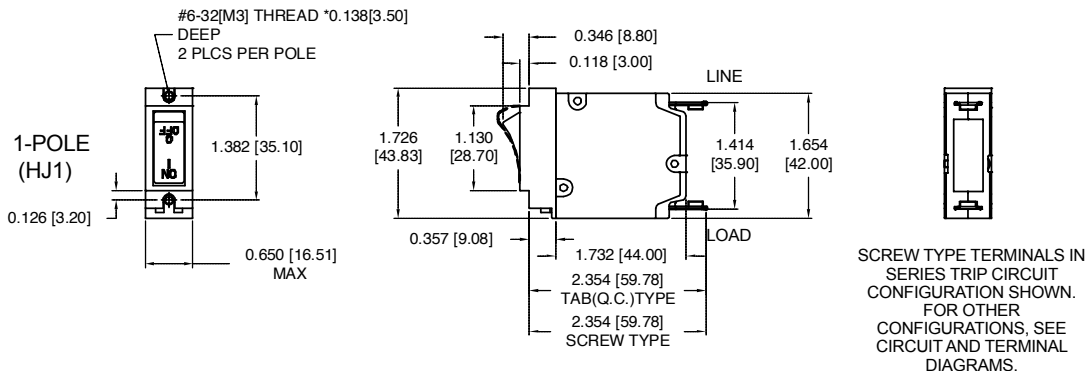 #6-32[M3] THREAD *0.138[3.50]
DEEP
2 PLCS PER POLE
1-POLE
(HJ1)
OFF
O
I
ON
1.382 [35.10]
0.126 [3.20]
0.650 [16.51]
MAX
0.346 [8.80]
0.118 [3.00]
LINE
1.726
[43.83]
1.130
[28.70]
1.414
[35.90]
1.654
[42.00]
LOAD
0.357 [9.08]
1.732 [44.00]
2.354 [59.78]
TAB(Q.C.)TYPE
2.354 [59.78]
SCREW TYPE
SCREW TYPE TERMINALS IN
SERIES TRIP CIRCUIT
CONFIGURATION SHOWN.
FOR OTHER
CONFIGURATIONS, SEE
CIRCUIT AND TERMINAL
DIAGRAMS.